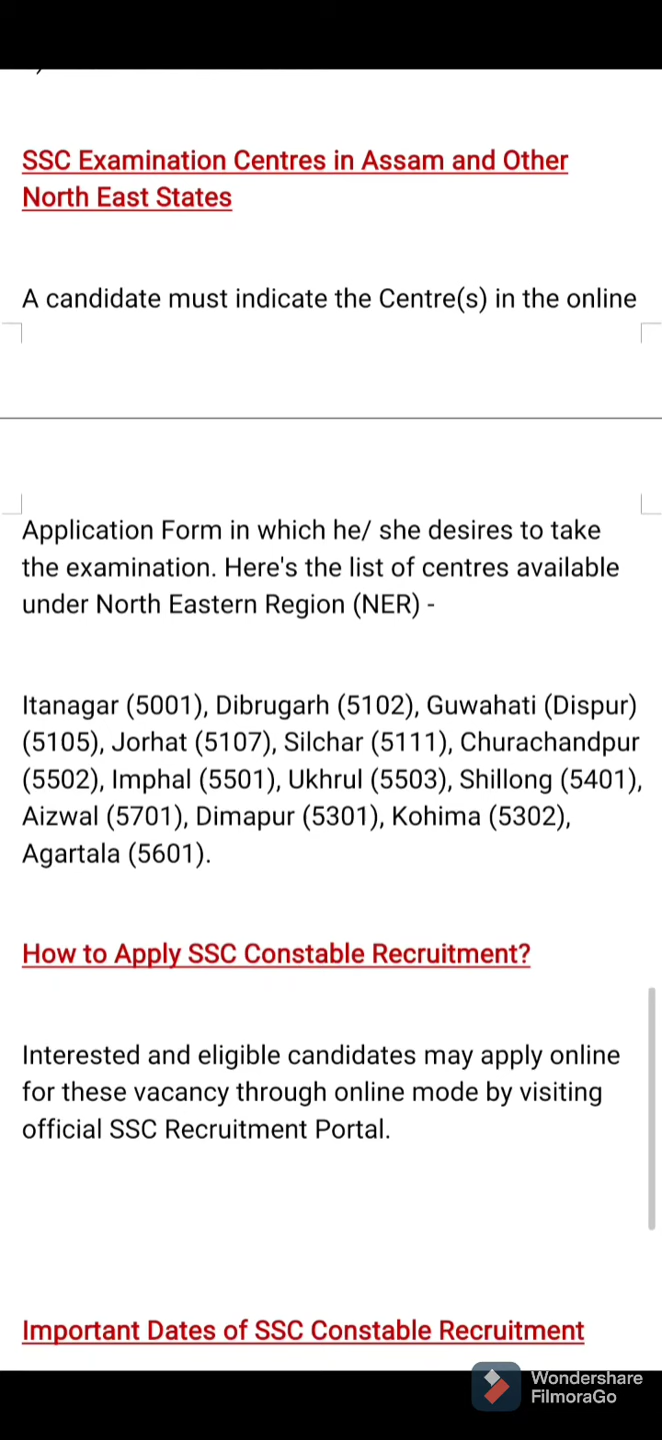 SSC Examination Centres in Assam and Other
North East States
A candidate must indicate the Centre(s) in the online
Application Form in which he/ she desires to take
the examination. Here's the list of centres available
under North Eastern Region (NER) -
Itanagar (5001), Dibrugarh (5102), Guwahati (Dispur)
(5105), Jorhat (5107), Silchar (5111), Churachandpur
(5502), Imphal (5501), Ukhrul (5503), Shillong (5401),
Aizwal (5701), Dimapur (5301), Kohima (5302),
Agartala (5601).
How to Apply SSC Constable Recruitment?
Interested and eligible candidates may apply online
for these vacancy through online mode by visiting
official SSC Recruitment Portal.
Important Dates of SSC Constable Recruitment
Wondershare
FilmoraGo